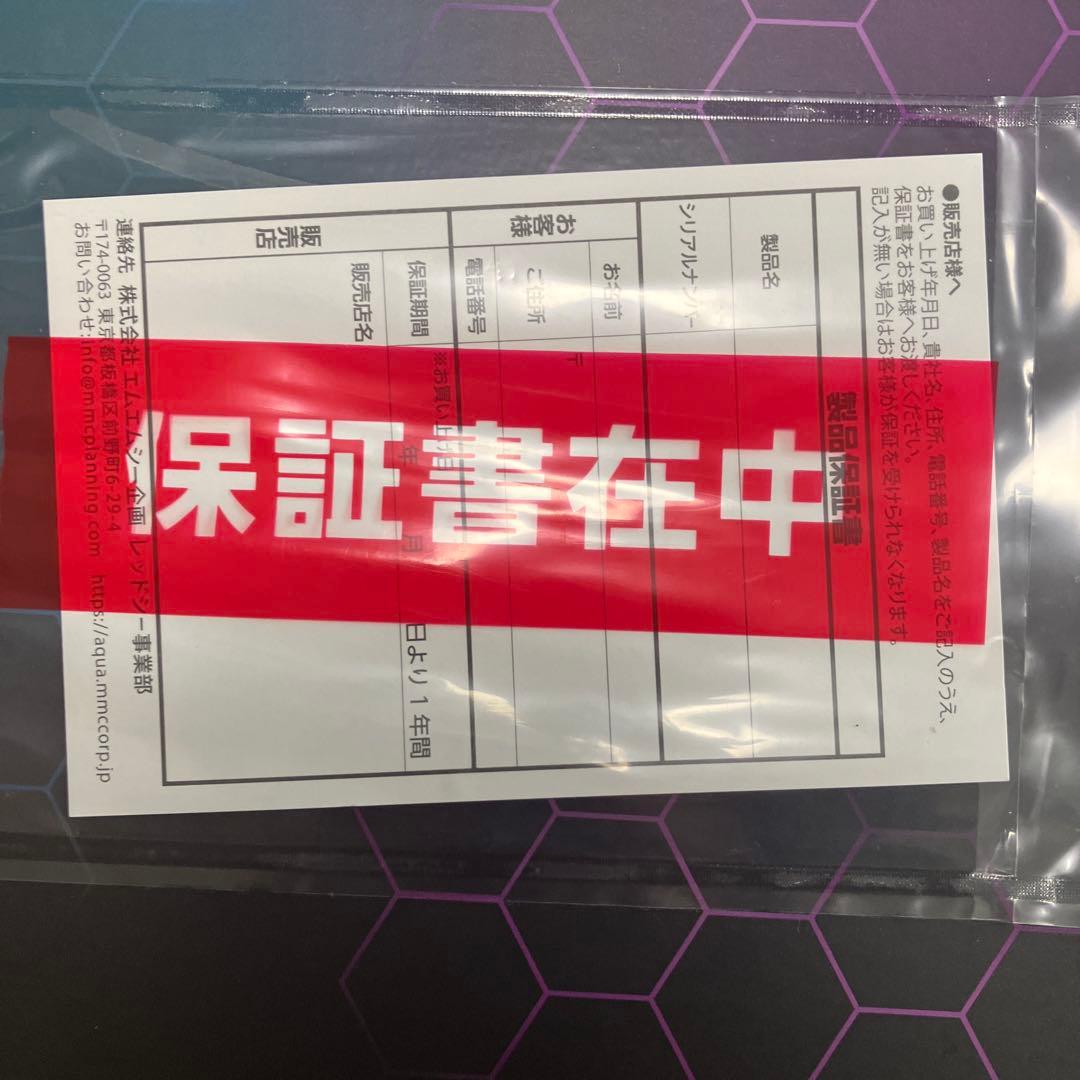 ●販売店様へ
お買い上げ年月日、貴社名、住所、電話番号、製品名をご記入のうえ、
保証書をお客様へお渡しください。
記入が無い場合はお客様が保証を受けられなくなります。
製品保証書
製品名
シリアルナンバー
お客様
お名前
ご住所
〒
電話番号
保証期間
※お買い上げ日
年 月 日より1年間
販売店
販売店名
連絡先 株式会社 エムエムシー企画 レッドシー事業部
〒174-0063 東京都板橋区前野町6-29-4
お問い合わせ:info@mmcplanning.com https://aqua.mmccorp.jp
保証書在中